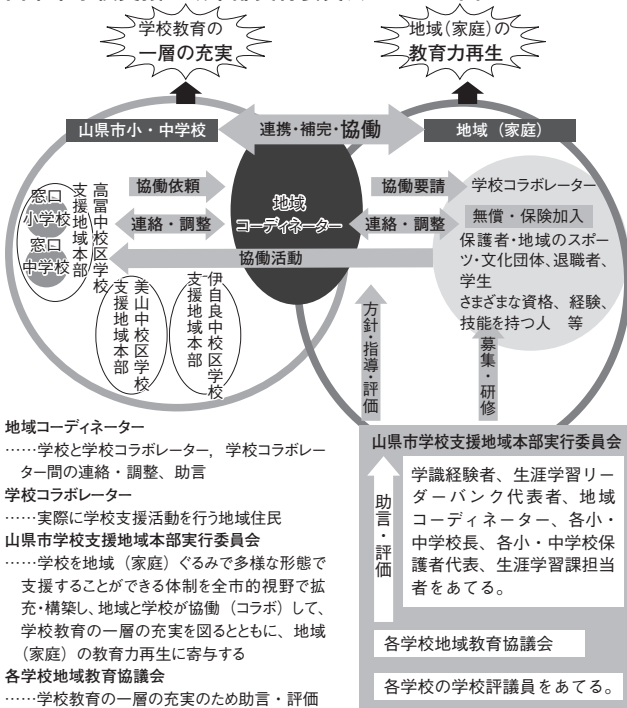 学校教育の
一層の充実
地域(家庭)の
教育力再生
山県市小・中学校
連携・補完・協働
地域(家庭)
高富中校区学校
支援地域本部
窓口
小学校
窓口
中学校
協働依頼
連絡・調整
地域
コーディネーター
協働要請
連絡・調整
協働活動
学校コラボレーター
無償・保険加入
保護者・地域のスポー
ツ・文化団体、退職者、
学生
さまざまな資格、経験、
技能を持つ人 等
美山中校区学校
支援地域本部
伊自良中校区学校
支援地域本部
方針・指導・評価
募集・研修
地域コーディネーター
……学校と学校コラボレーター,学校コラボレー
ター間の連絡・調整、助言
学校コラボレーター
……実際に学校支援活動を行う地域住民
山県市学校支援地域本部実行委員会
……学校を地域(家庭)ぐるみで多様な形態で
支援することができる体制を全市的視野で拡
充・構築し、地域と学校が協働(コラボ)して、
学校教育の一層の充実を図るとともに、地域
(家庭)の教育力再生に寄与する
各学校地域教育協議会
……学校教育の一層の充実のため助言・評価
山県市学校支援地域本部実行委員会
助言・評価
学識経験者、生涯学習リー
ダーバンク代表者、地域
コーディネーター、各小・
中学校長、各小・中学校保
護者代表、生涯学習課担当
者をあてる。
各学校地域教育協議会
各学校の学校評議員をあてる。